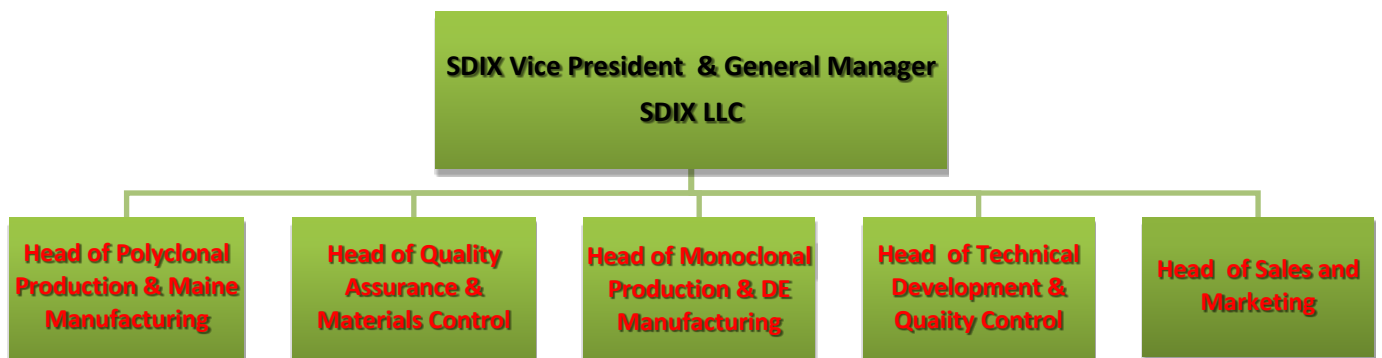 SDIX Vice President & General Manager
SDIX LLC
Head of Polyclonal
Production & Maine
Manufacturing
Head of Quality
Assurance &
Materials Control
Head of Monoclonal
Production & DE
Manufacturing
Head of Technical
Development &
Quaiity Control
Head of Sales and
Marketing